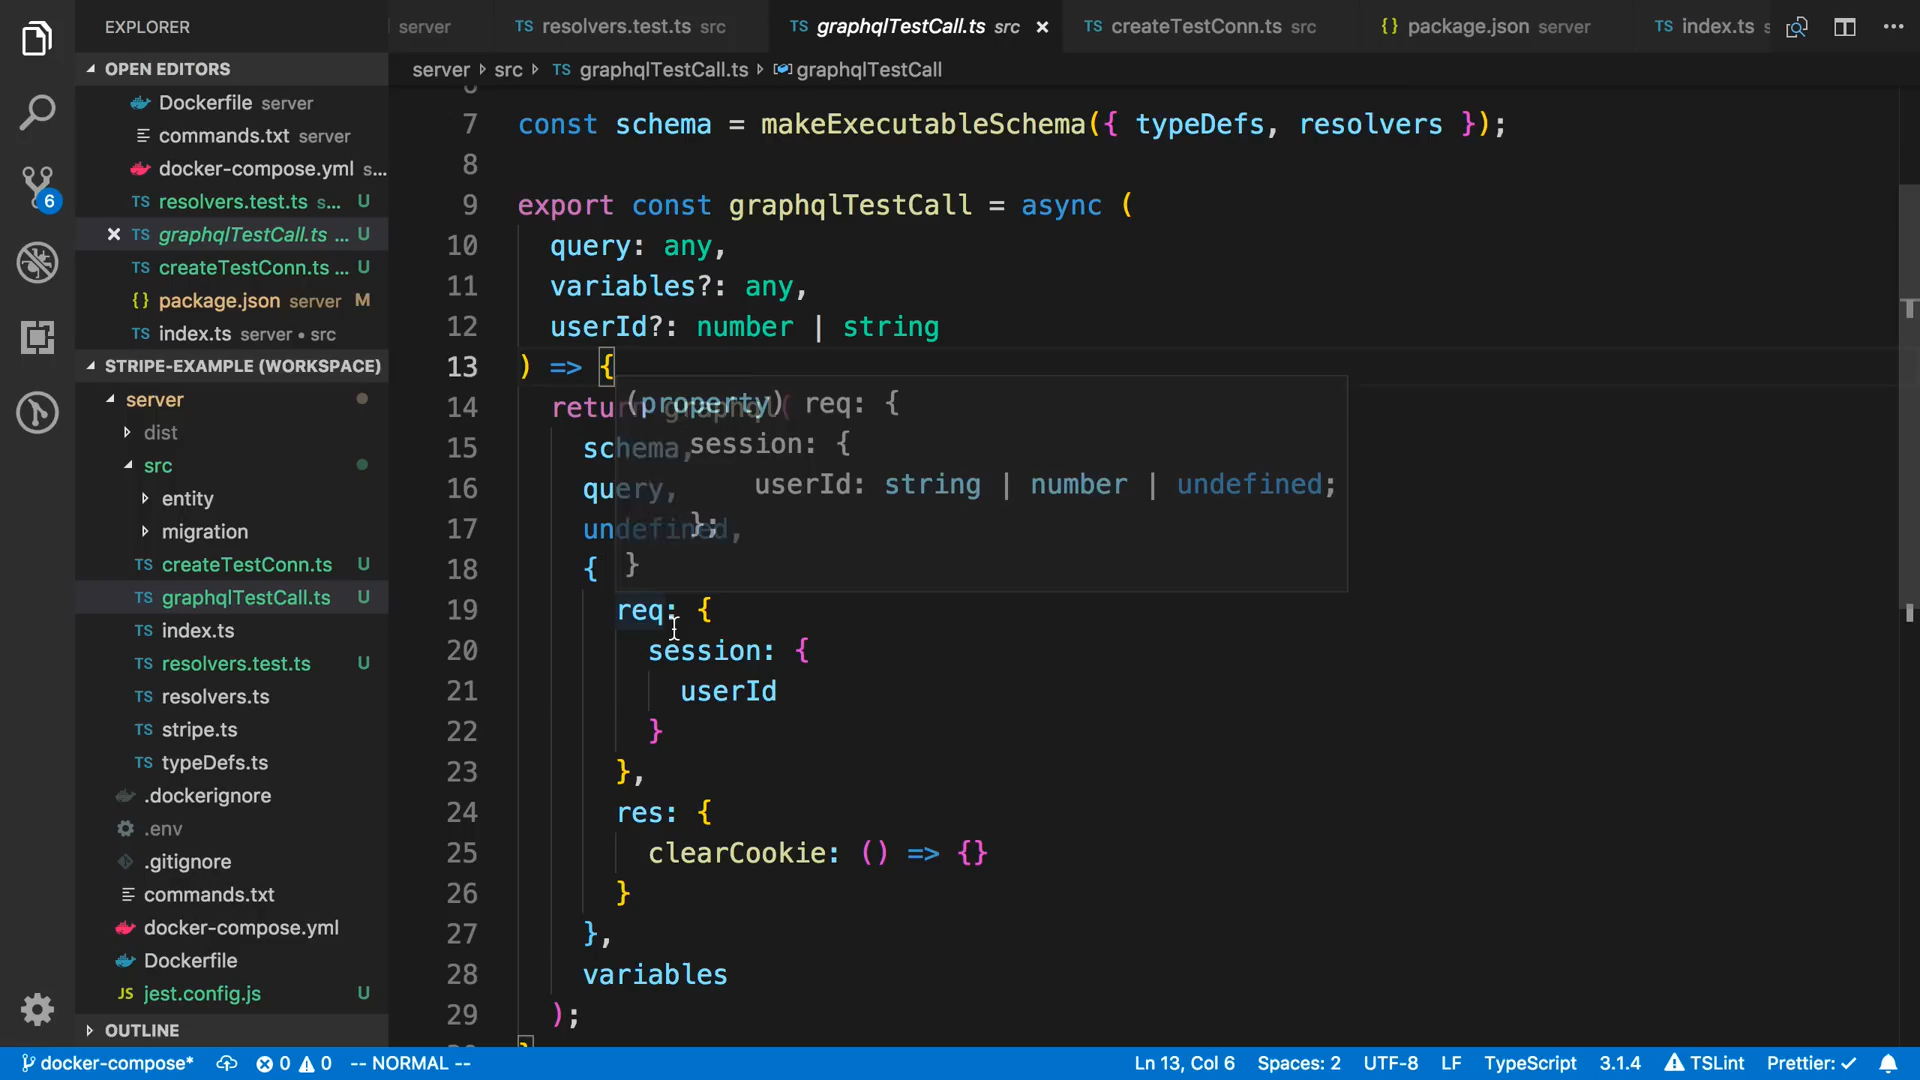 EXPLORER
OPEN EDITORS
Dockerfile server
commands.txt server
docker-compose.yml s...
TS resolvers.test.ts s... U
TS graphqlTestCall.ts ... U
TS createTestConn.ts ... U
{} package.json server M
TS index.ts server • src
STRIPE-EXAMPLE (WORKSPACE)
server
dist
src
entity
migration
TS createTestConn.ts U
TS graphqlTestCall.ts U
TS index.ts
TS resolvers.test.ts U
TS resolvers.ts
TS stripe.ts
TS typeDefs.ts
.dockerignore
.env
.gitignore
commands.txt
docker-compose.yml
Dockerfile
JS jest.config.js U
OUTLINE
6
server
TS resolvers.test.ts src
TS graphqlTestCall.ts src
TS createTestConn.ts src
{} package.json server
TS index.ts s
server src TS graphqlTestCall.ts graphqlTestCall
7 const schema = makeExecutableSchema({ typeDefs, resolvers });
8
9 export const graphqlTestCall = async (
10 query: any,
11 variables?: any,
12 userId?: number | string
13 ) => {
14 return graphql(
15 schema,
16 query,
17 undefined,
18 {
19 req: {
20 session: {
21 userId
22 }
23 },
24 res: {
25 clearCookie: () => {}
26 }
27 },
28 variables
29 );
(property) req: {
session: {
userId: string | number | undefined;
};
}
docker-compose* 0 0 -- NORMAL -- Ln 13, Col 6 Spaces: 2 UTF-8 LF TypeScript 3.1.4 TSLint Prettier: ✓